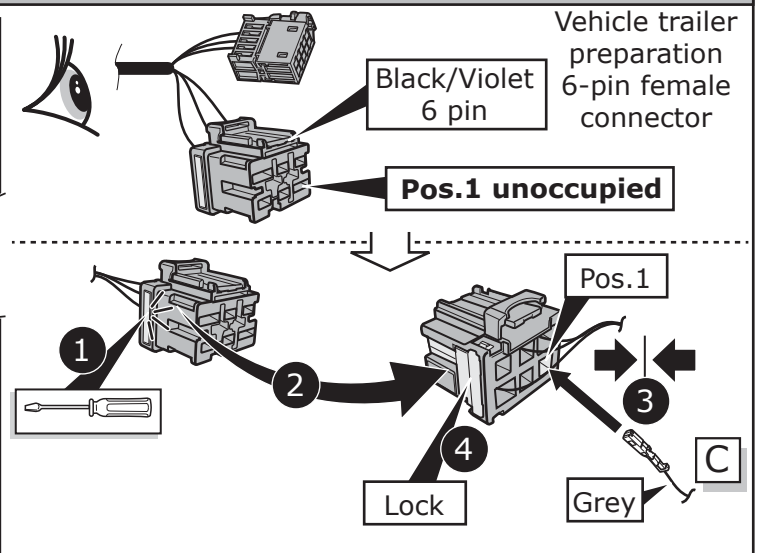 Vehicle trailer
preparation
6-pin female
connector
Black/Violet
6 pin
Pos.1 unoccupied
Pos.1
1
2
3
4
C
Lock
Grey